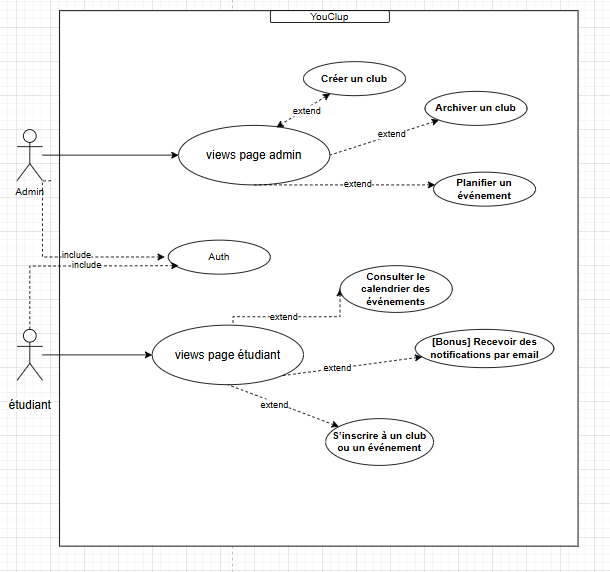 YouClup
Créer un club
extend
Archiver un club
extend
views page admin
Planifier un
événement
extend
Admin
Auth
include
include
Consulter le
calendrier des
événements
extend
views page étudiant
[Bonus] Recevoir des
notifications par email
extend
étudiant
extend
S'inscrire à un club
ou un événement